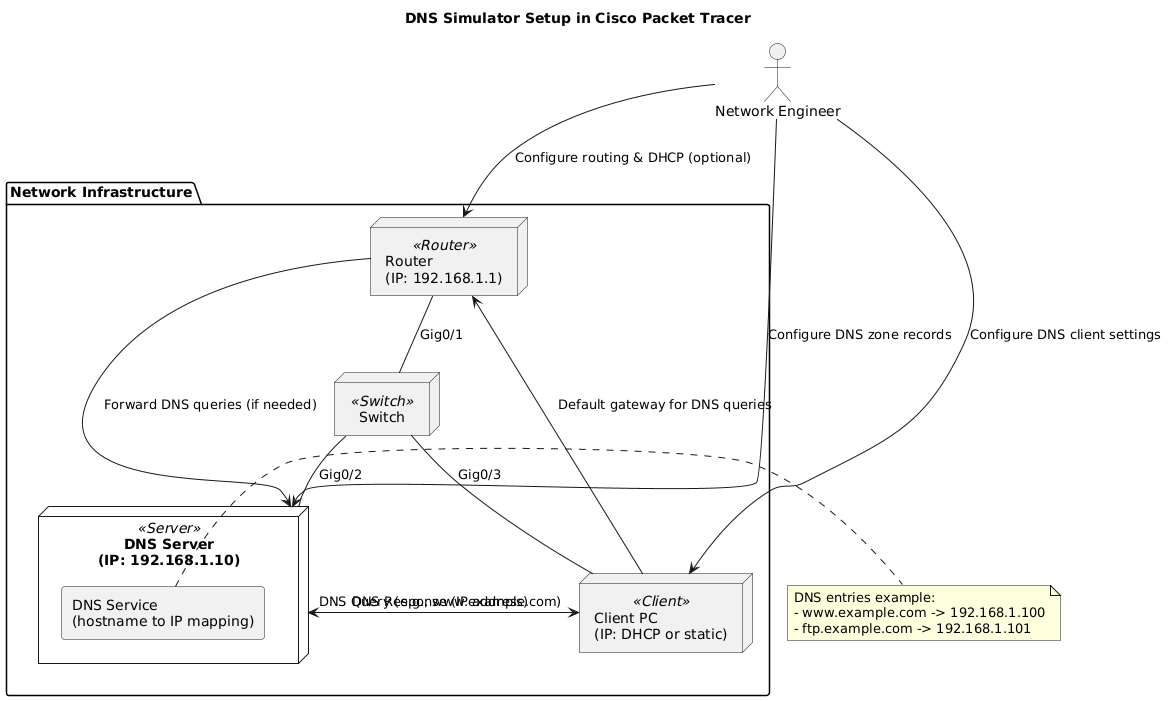 DNS Simulator Setup in Cisco Packet Tracer
Network Engineer
Configure routing & DHCP (optional)
Network Infrastructure
«Router»
Router
(IP: 192.168.1.1)
Gig0/1
Configure DNS zone records
Configure DNS client settings
«Switch»
Switch
Forward DNS queries (if needed)
Default gateway for DNS queries
Gig0/2
Gig0/3
«Server»
DNS Server
(IP: 192.168.1.10)
DNS Service
(hostname to IP mapping)
DNS Query (e.g., www.example.com)
DNS Response (IP address)
«Client»
Client PC
(IP: DHCP or static)
DNS entries example:
- www.example.com -> 192.168.1.100
- ftp.example.com -> 192.168.1.101